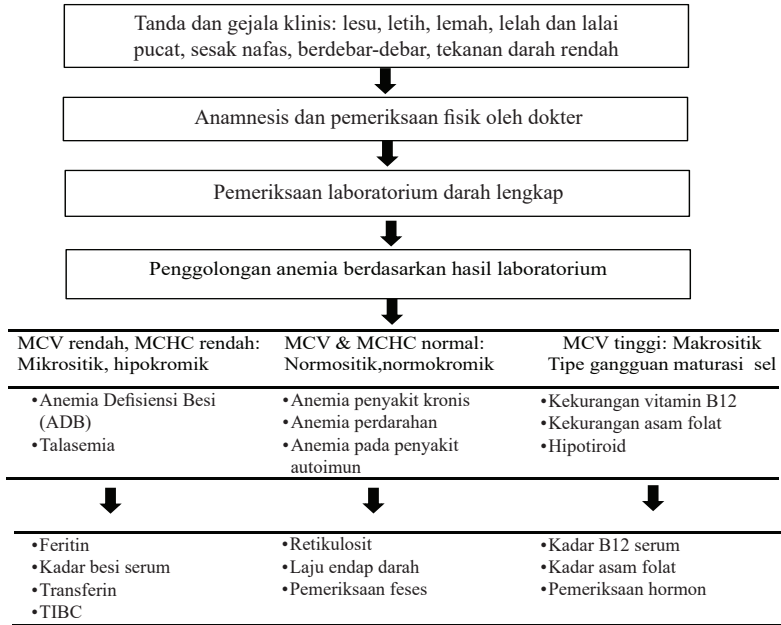 Tanda dan gejala klinis: lesu, letih, lemah, lelah dan lalai
pucat, sesak nafas, berdebar-debar, tekanan darah rendah
Anamnesis dan pemeriksaan fisik oleh dokter
Pemeriksaan laboratorium darah lengkap
Penggolongan anemia berdasarkan hasil laboratorium
MCV rendah, MCHC rendah:
Mikrositik, hipokromik
•Anemia Defisiensi Besi
(ADB)
•Talasemia
•Feritin
•Kadar besi serum
•Transferin
•TIBC
MCV & MCHC normal:
Normositik,normokromik
•Anemia penyakit kronis
•Anemia perdarahan
•Anemia pada penyakit
autoimun
•Retikulosit
•Laju endap darah
•Pemeriksaan feses
MCV tinggi: Makrositik
Tipe gangguan maturasi sel
•Kekurangan vitamin B12
•Kekurangan asam folat
•Hipotiroid
•Kadar B12 serum
•Kadar asam folat
•Pemeriksaan hormon